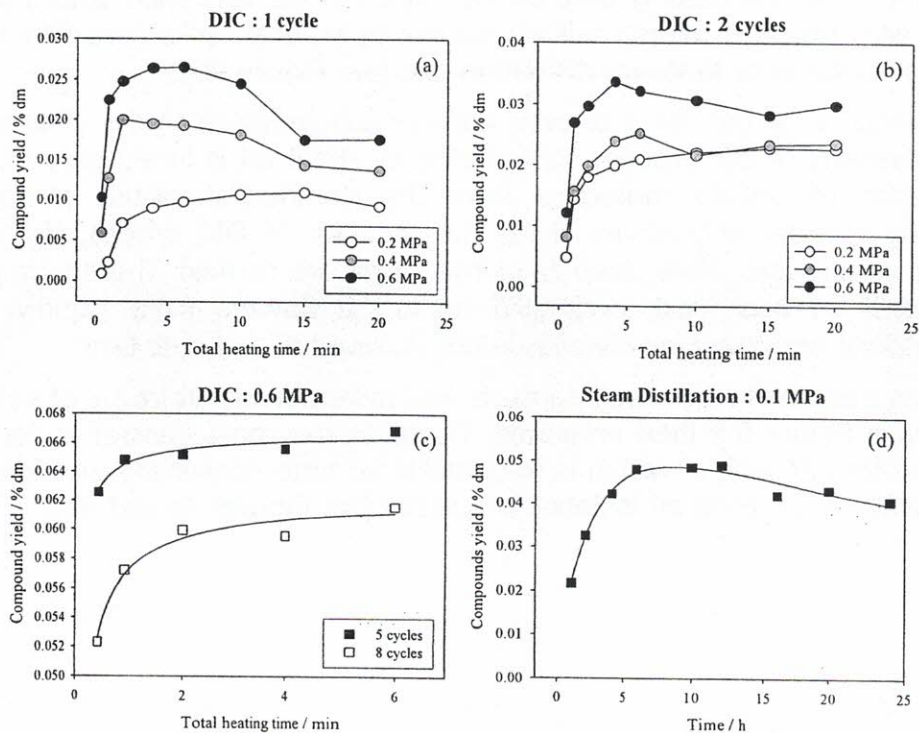 DIC : 1 cycle
(a)
Compound yield / % dm
0.030
0.025
0.020
0.015
0.010
0.005
0.000
0.2 MPa
0.4 MPa
0.6 MPa
0 5 10 15 20 25
Total heating time / min
DIC : 2 cycles
(b)
Compound yield / % dm
0.04
0.03
0.02
0.01
0.00
0.2 MPa
0.4 MPa
0.6 MPa
0 5 10 15 20 25
Total heating time / min
DIC: 0.6 MPa
(c)
Compound yield / % dm
0.068
0.066
0.064
0.062
0.060
0.058
0.056
0.054
0.052
0.050
5 cycles
8 cycles
0 2 4 6
Total heating time / min
Steam Distillation : 0.1 MPa
(d)
Compounds yield / % dm
0.06
0.05
0.04
0.03
0.02
0.01
0.00
0 5 10 15 20 25
Time / h